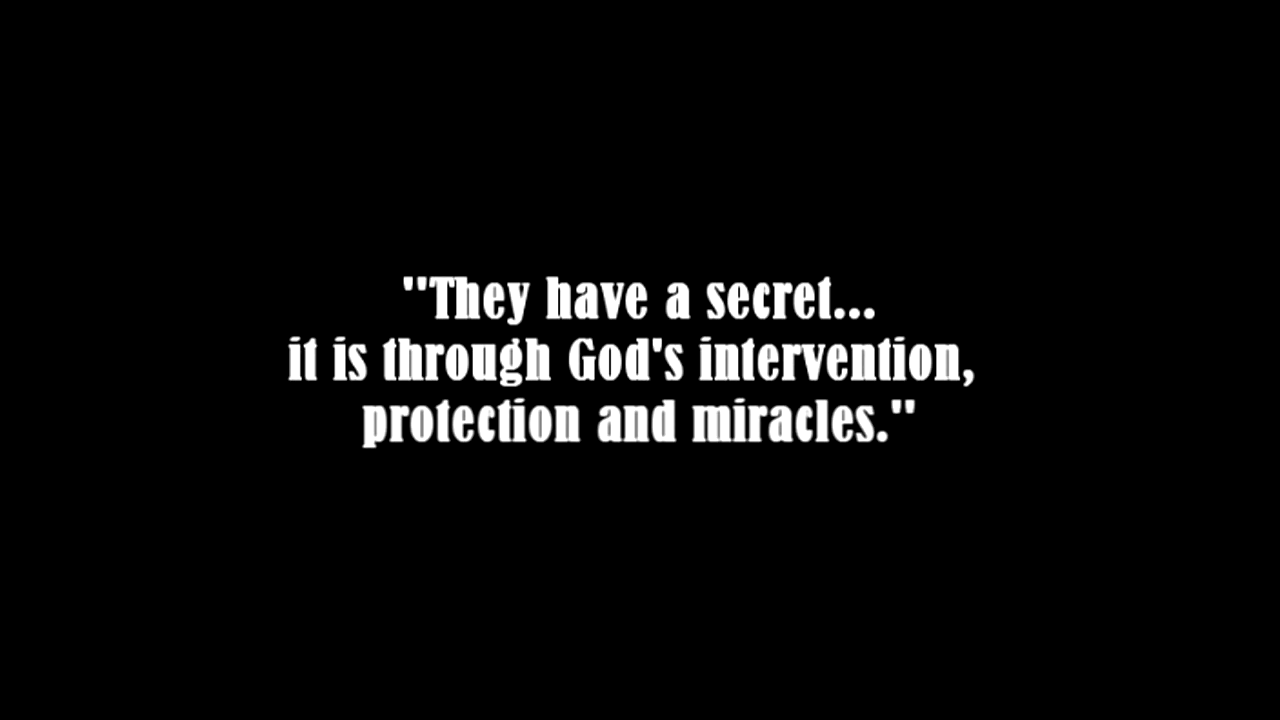 "They have a secret...
it is through God's intervention,
protection and miracles."